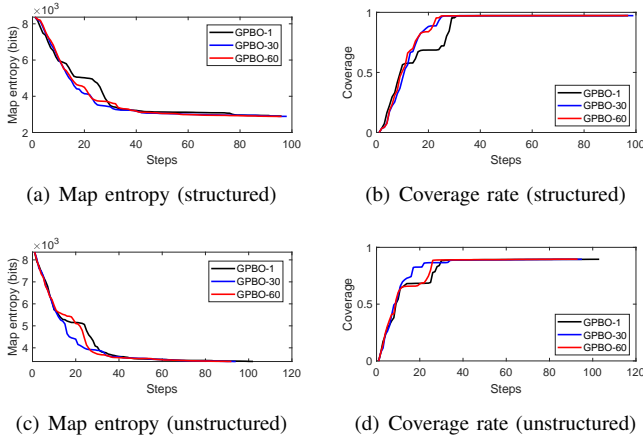 ×10³
8
6
4
2
0 20 40 60 80 100
Steps
Map entropy (bits)
GPBO-1
GPBO-30
GPBO-60
(a) Map entropy (structured)
1
0.5
0
0 20 40 60 80 100
Steps
Coverage
GPBO-1
GPBO-30
GPBO-60
(b) Coverage rate (structured)
×10³
8
7
6
5
4
0 20 40 60 80 100 120
Steps
Map entropy (bits)
GPBO-1
GPBO-30
GPBO-60
(c) Map entropy (unstructured)
1
0.5
0
0 20 40 60 80 100 120
Steps
Coverage
GPBO-1
GPBO-30
GPBO-60
(d) Coverage rate (unstructured)